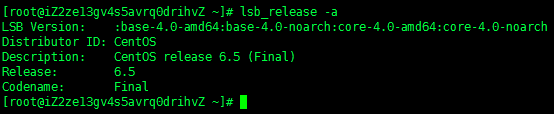 [root@iZ2ze13gv4s5avrq0drihvZ ~]# lsb_release -a
LSB Version:    :base-4.0-amd64:base-4.0-noarch:core-4.0-amd64:core-4.0-noarch
Distributor ID: CentOS
Description:    CentOS release 6.5 (Final)
Release:        6.5
Codename:       Final
[root@iZ2ze13gv4s5avrq0drihvZ ~]#